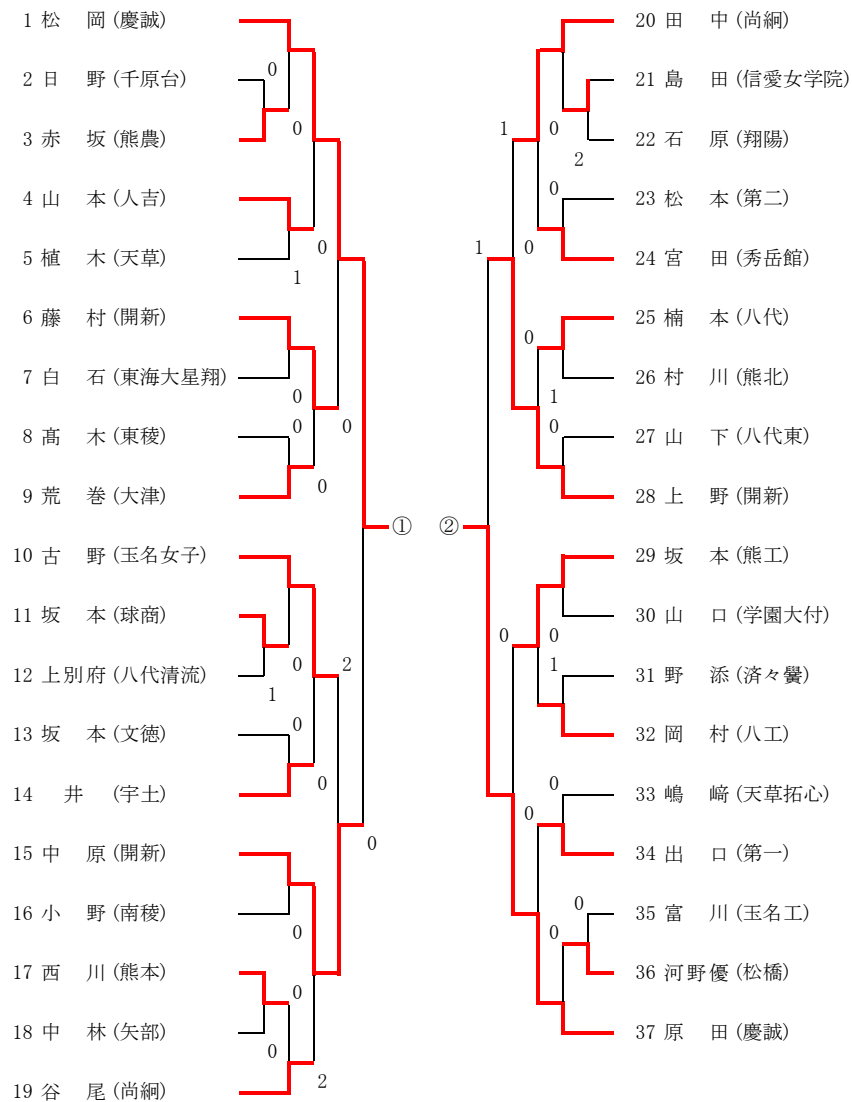 1 松 岡 (慶誠)
0
2 日 野 (千原台)
0
3 赤 坂 (熊農)
4 山 本 (人吉)
0
5 植 木 (天草)
1
6 藤 村 (開新)
7 白 石 (東海大星翔)
0
0
0
8 髙 木 (東稜)
0
9 荒 巻 (大津)
①
10 古 野 (玉名女子)
11 坂 本 (球商)
0
2
12 上別府 (八代清流)
1
0
13 坂 本 (文徳)
0
14 井 (宇土)
0
15 中 原 (開新)
16 小 野 (南稜)
0
17 西 川 (熊本)
0
18 中 林 (矢部)
0
2
19 谷 尾 (尚絅)
20 田 中 (尚絅)
0
21 島 田 (信愛女学院)
1
0
22 石 原 (翔陽)
2
0
23 松 本 (第二)
1
0
24 宮 田 (秀岳館)
25 楠 本 (八代)
0
26 村 川 (熊北)
1
0
27 山 下 (八代東)
28 上 野 (開新)
②
29 坂 本 (熊工)
30 山 口 (学園大付)
0
0
1
31 野 添 (済々黌)
32 岡 村 (八工)
0
33 嶋 﨑 (天草拓心)
0
34 出 口 (第一)
0
35 富 川 (玉名工)
0
36 河野優 (松橋)
37 原 田 (慶誠)